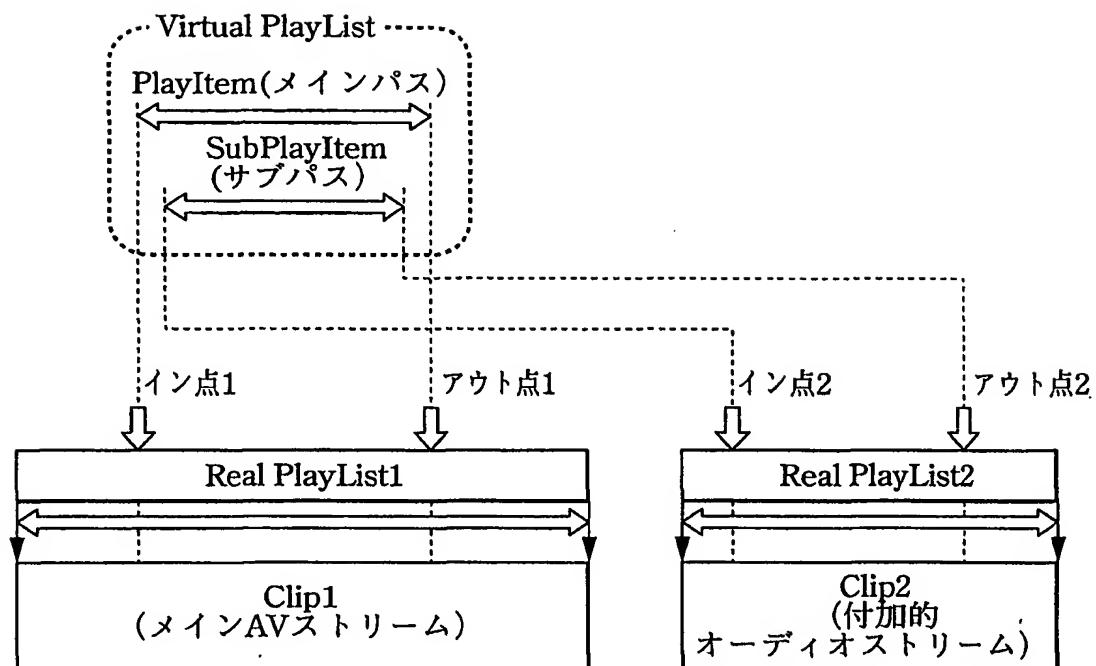 Virtual PlayList
PlayItem(メインパス)
SubPlayItem
(サブパス)
イン点1
アウト点1
イン点2
アウト点2
Real PlayList1
Real PlayList2
Clip1
(メインAVストリーム)
Clip2
(付加的
オーディオストリーム)